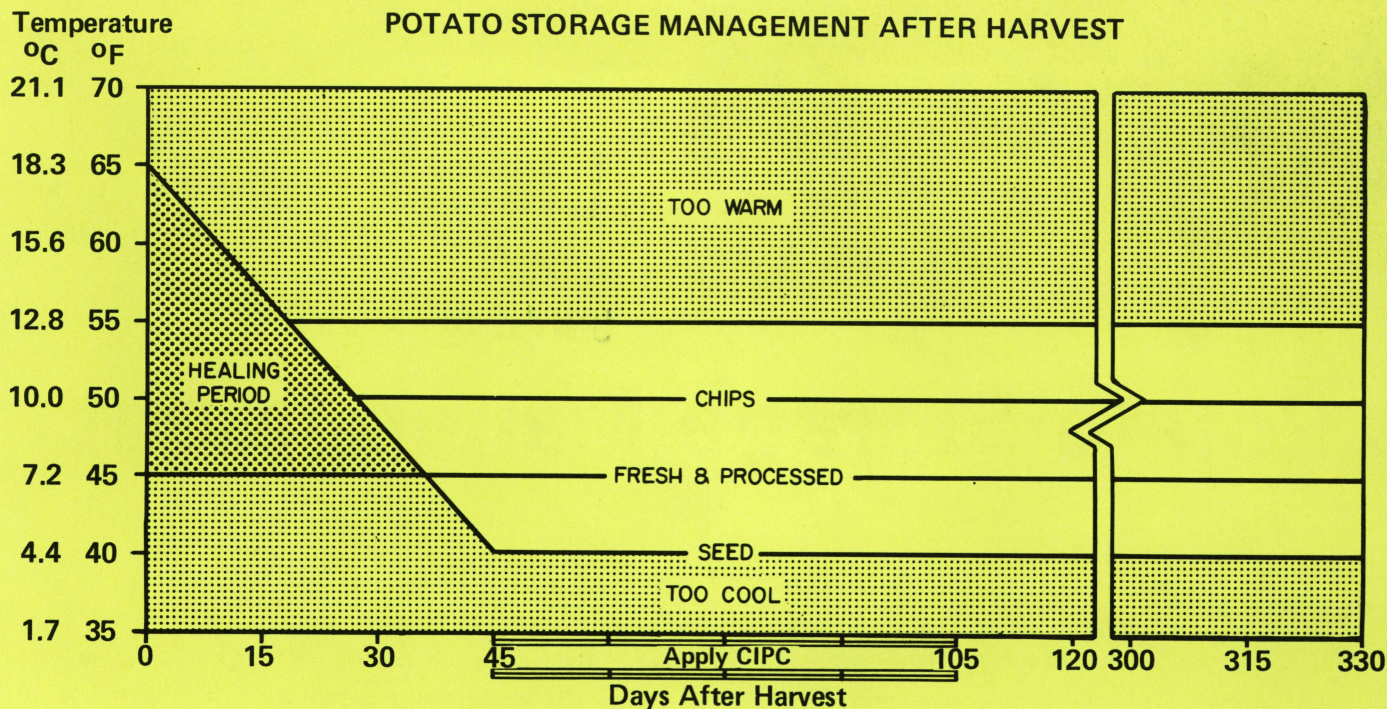 POTATO STORAGE MANAGEMENT AFTER HARVEST
Temperature
ºC ºF
21.1 70
18.3 65
15.6 60
12.8 55
10.0 50
7.2 45
4.4 40
1.7 35
TOO WARM
HEALING
PERIOD
CHIPS
FRESH & PROCESSED
SEED
TOO COOL
0 15 30 45 Apply CIPC 105 120 300 315 330
Days After Harvest